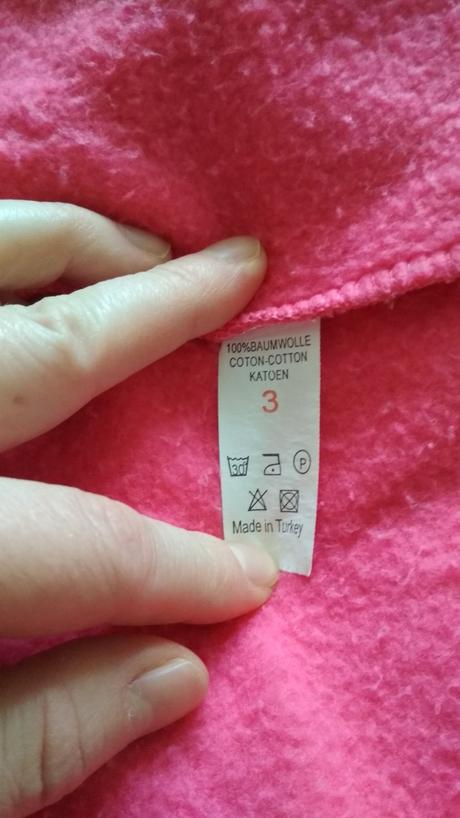 100%BAUMWOLLE
COTON-COTTON
KATOEN
3
30°
P
Made in Turkey